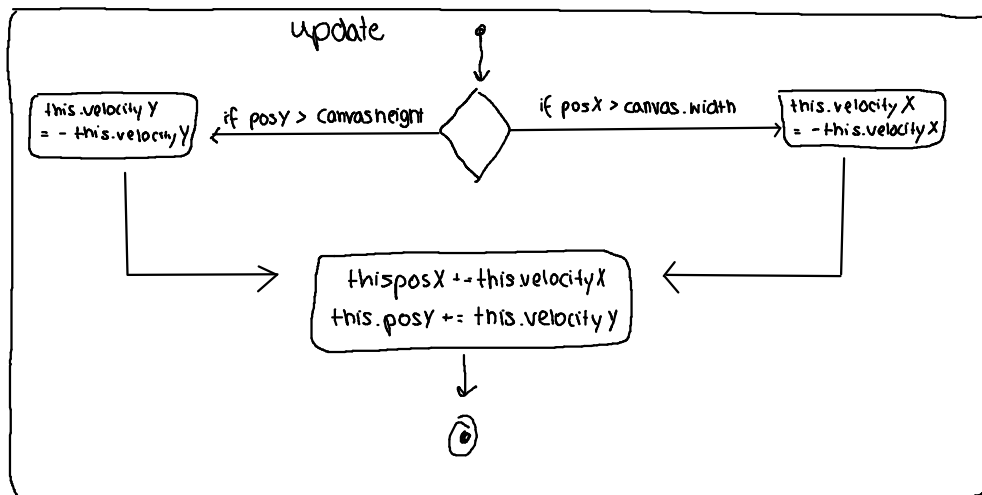 update
if posY > Canvasheight
if posX > canvas.width
this.velocity Y
= - this.velocity Y
this.velocity X
= -this.velocity X
thisposX += this velocityX
this.posY += this.velocity Y